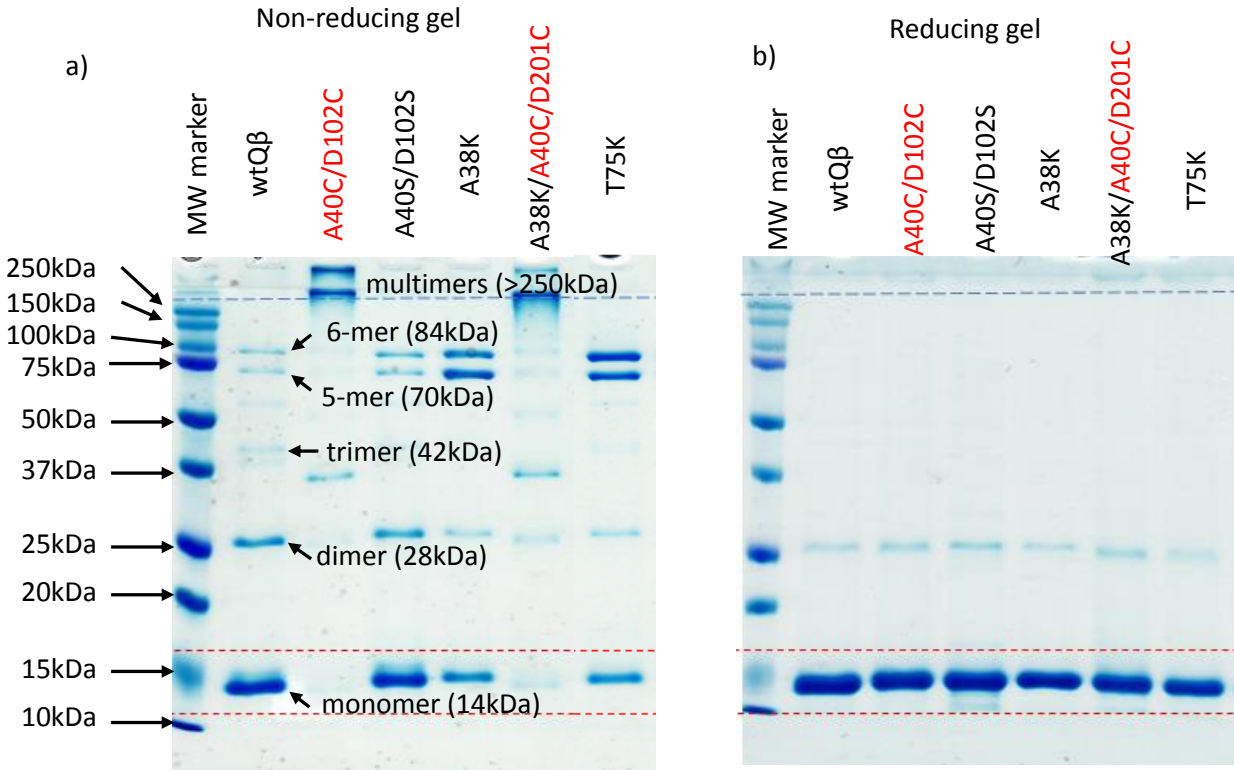 Non-reducing gel
Reducing gel
a)
b)
MW marker
wtQβ
A40C/D102C
A40S/D102S
A38K
A38K/A40C/D201C
T75K
MW marker
wtQβ
A40C/D102C
A40S/D102S
A38K
A38K/A40C/D201C
T75K
250kDa
150kDa
100kDa
75kDa
50kDa
37kDa
25kDa
20kDa
15kDa
10kDa
multimers (>250kDa)
6-mer (84kDa)
5-mer (70kDa)
trimer (42kDa)
dimer (28kDa)
monomer (14kDa)